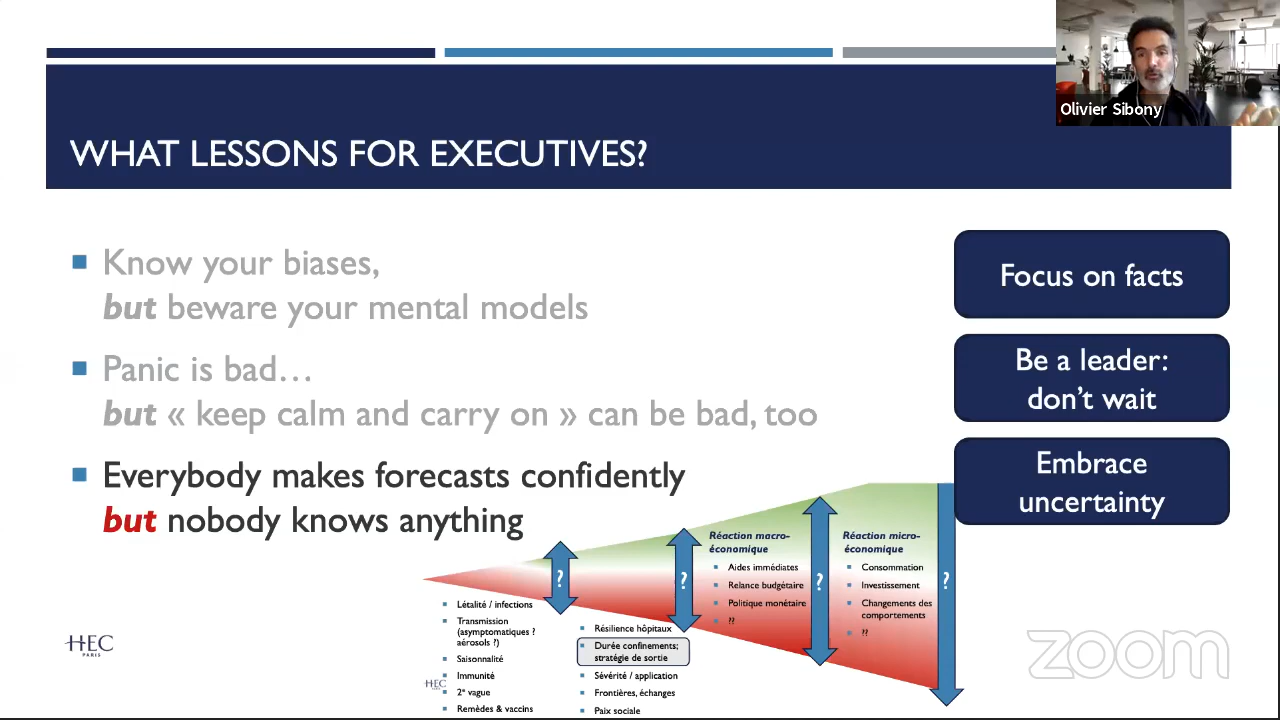 Olivier Sibony
WHAT LESSONS FOR EXECUTIVES?
Know your biases,
but beware your mental models
Panic is bad…
but « keep calm and carry on » can be bad, too
Everybody makes forecasts confidently
but nobody knows anything
Focus on facts
Be a leader:
don't wait
Embrace
uncertainty
?
Létalité / infections
Transmission
(asymptomatiques ?
aérosols ?)
Saisonnalité
Immunité
2e vague
Remèdes & vaccins
?
Résilience hôpitaux
Durée confinements;
stratégie de sortie
Sévérité / application
Frontières, échanges
Paix sociale
Réaction macro-
économique
Aides immédiates
Relance budgétaire
Politique monétaire
??
?
Réaction micro-
économique
Consommation
Investissement
Changements des
comportements
??
?
HEC
PARIS
HEC
zoom